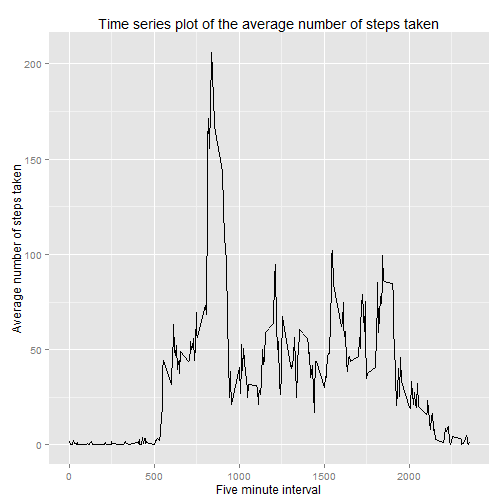 Time series plot of the average number of steps taken
Average number of steps taken
200
150
100
50
0
0 500 1000 1500 2000
Five minute interval